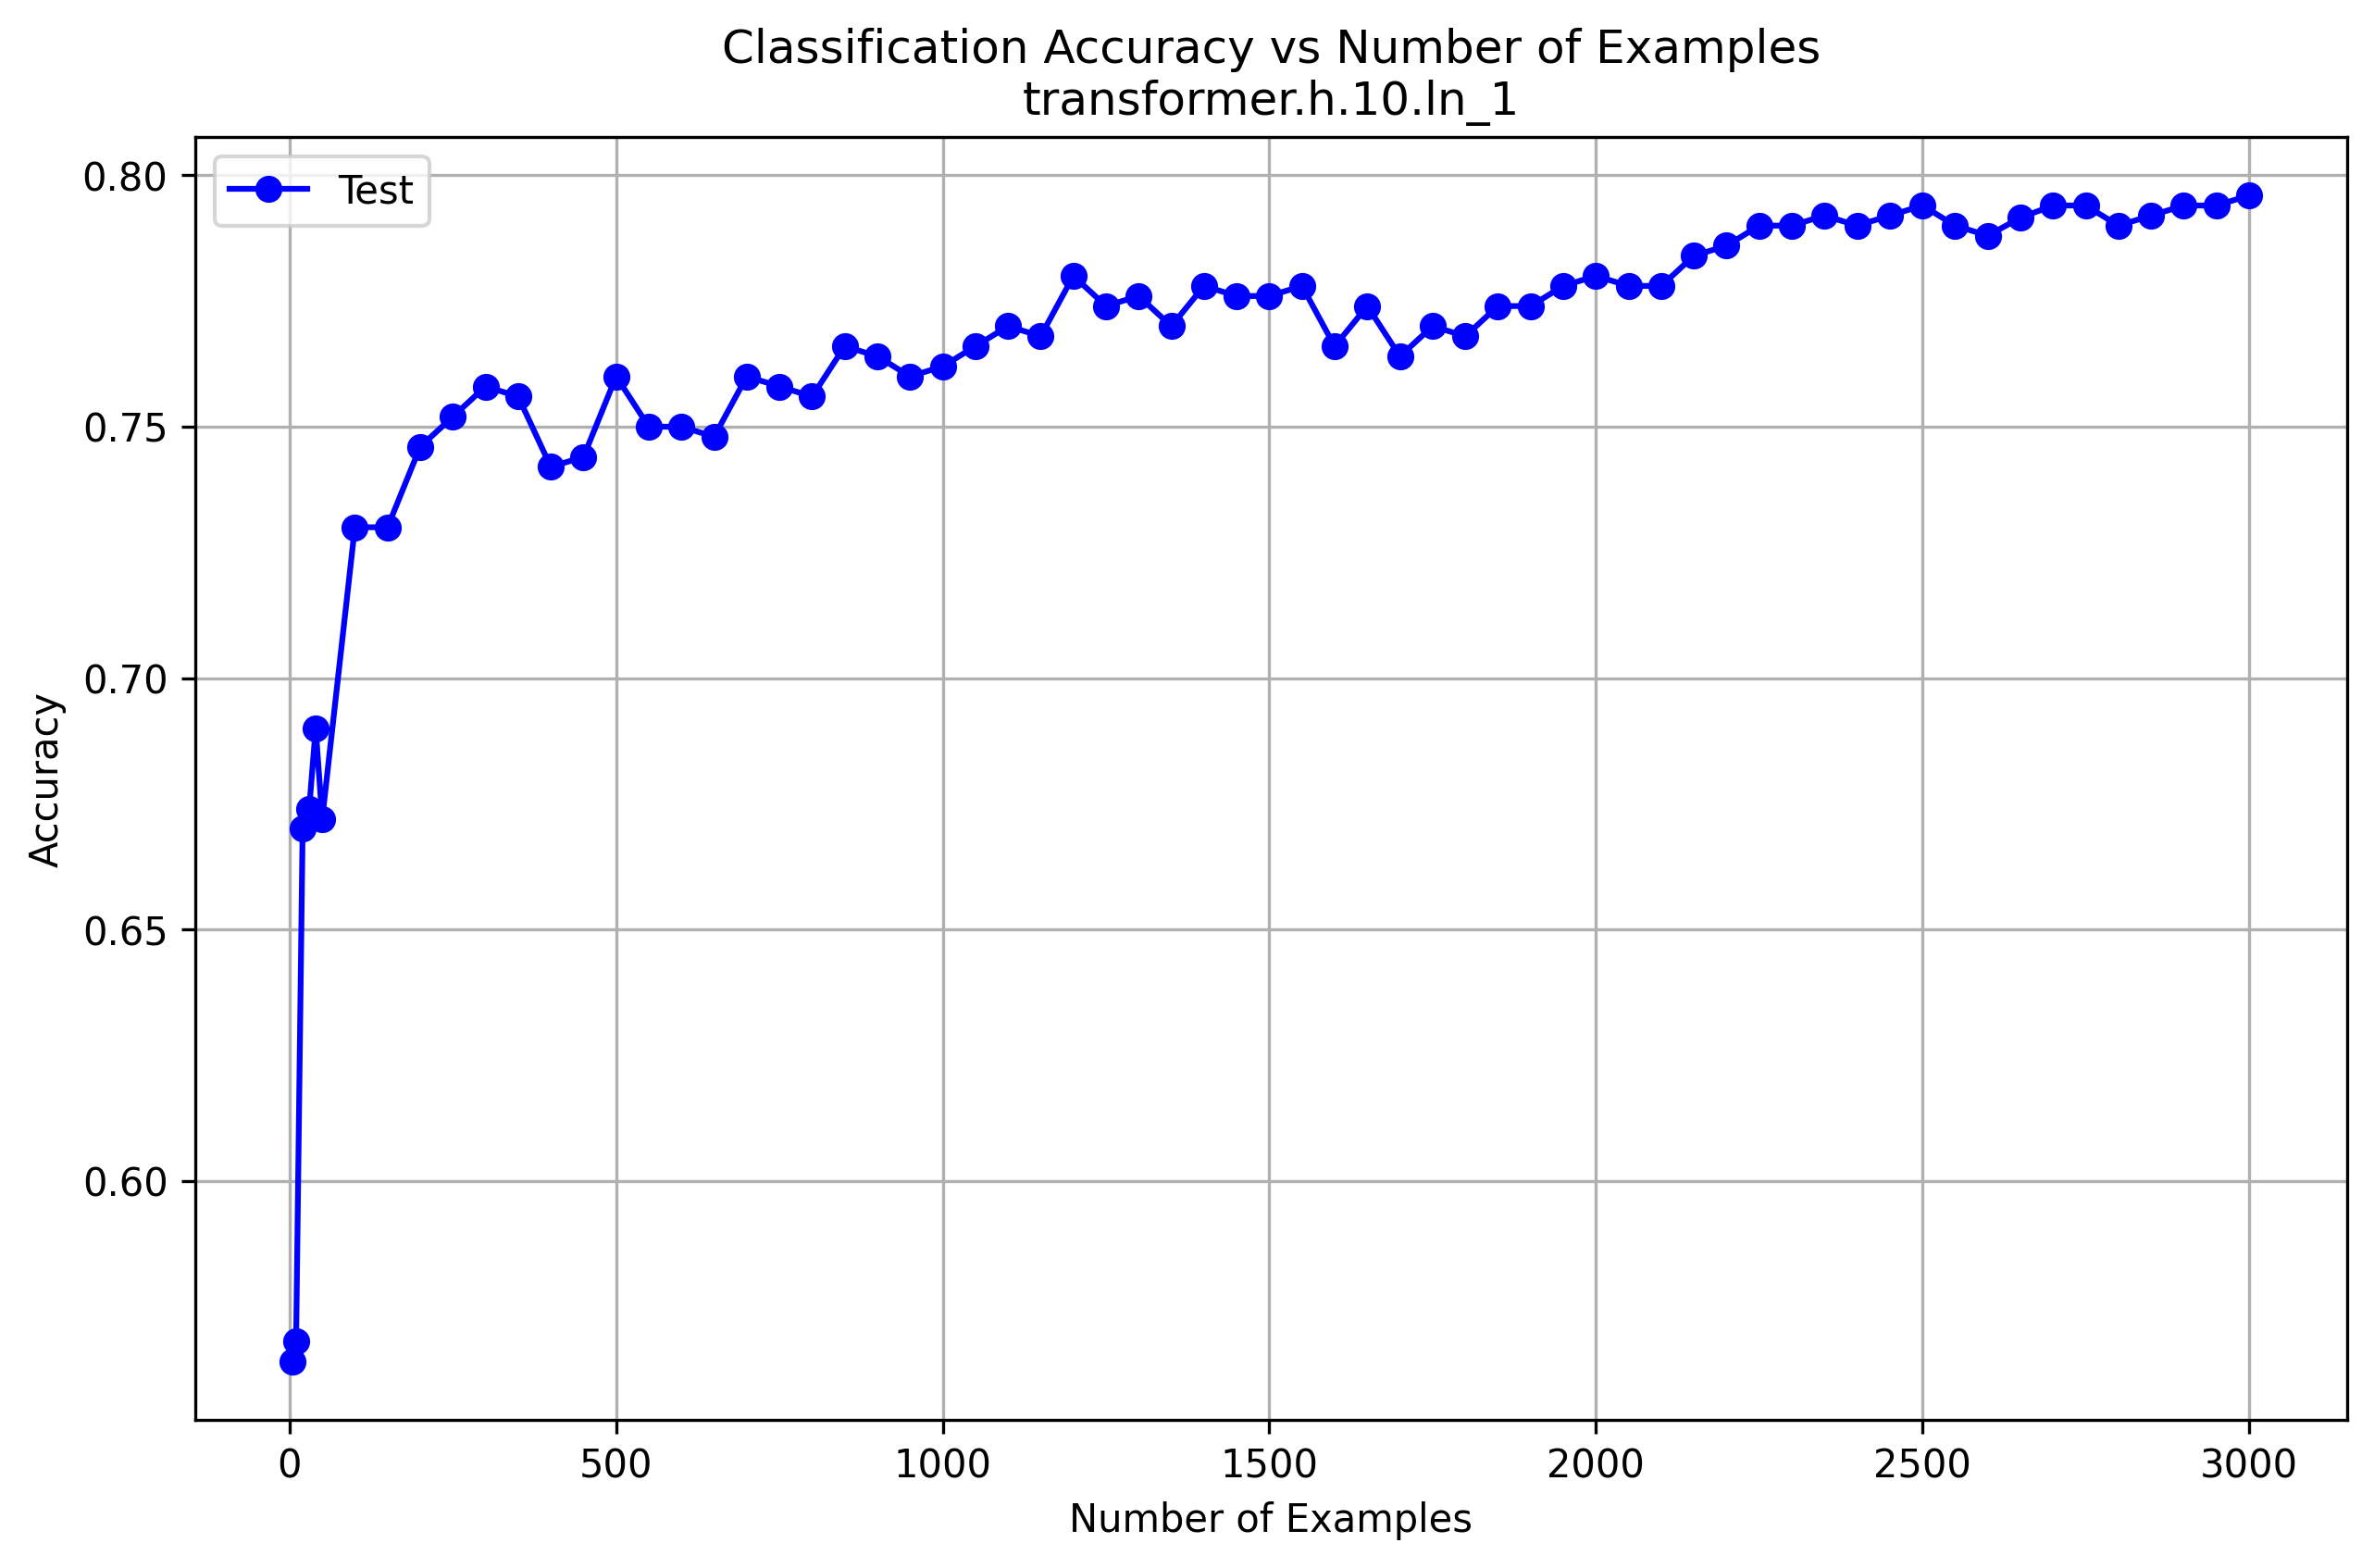 Classification Accuracy vs Number of Examples
transformer.h.10.ln_1
Test
0.80
0.75
0.70
0.65
0.60
Accuracy
0
500
1000
1500
2000
2500
3000
Number of Examples